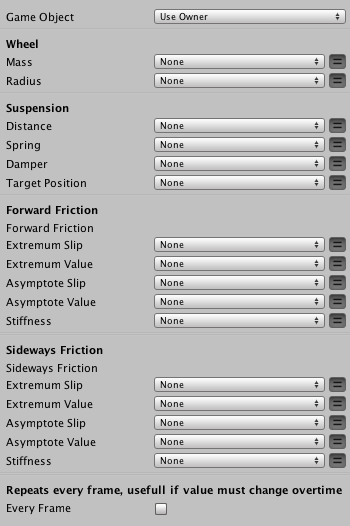 Game Object Use Owner
Wheel
Mass None
Radius None
Suspension
Distance None
Spring None
Damper None
Target Position None
Forward Friction
Forward Friction
Extremum Slip None
Extremum Value None
Asymptote Slip None
Asymptote Value None
Stiffness None
Sideways Friction
Sideways Friction
Extremum Slip None
Extremum Value None
Asymptote Slip None
Asymptote Value None
Stiffness None
Repeats every frame, usefull if value must change overtime
Every Frame